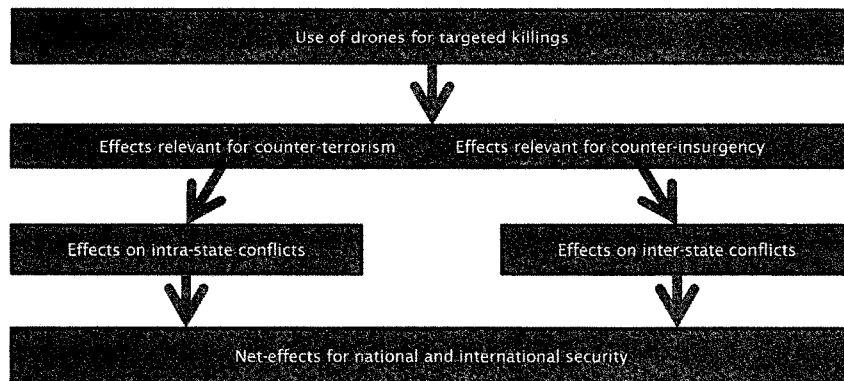 Use of drones for targeted killings
Effects relevant for counter-terrorism Effects relevant for counter-insurgency
Effects on intra-state conflicts Effects on inter-state conflicts
Net-effects for national and international security